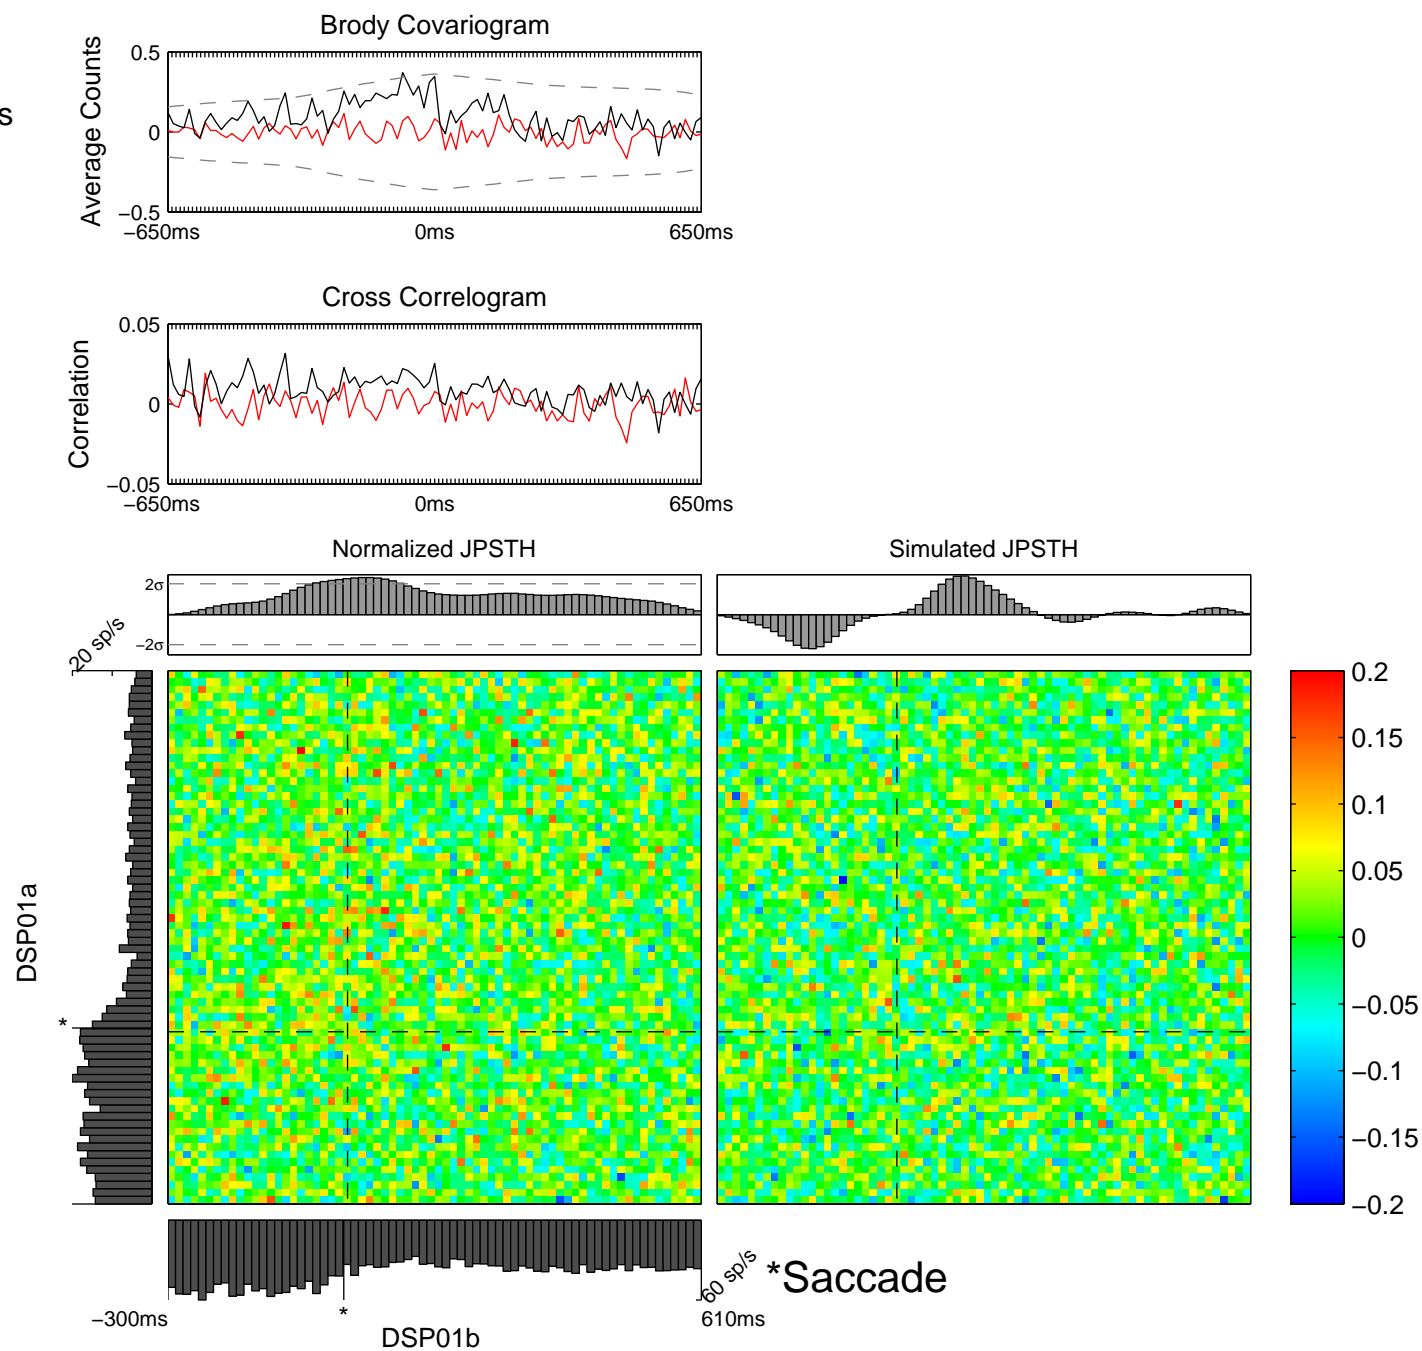 Brody Covariogram
Average Counts
0.5
0
−0.5
−650ms
0ms
650ms
s
Cross Correlogram
Correlation
0.05
0
−0.05
−650ms
0ms
650ms
Normalized JPSTH
Simulated JPSTH
2σ
−2σ
20 sp/s
DSP01a
*
0.2
0.15
0.1
0.05
0
−0.05
−0.1
−0.15
−0.2
60 sp/s
*Saccade
*
−300ms
610ms
DSP01b